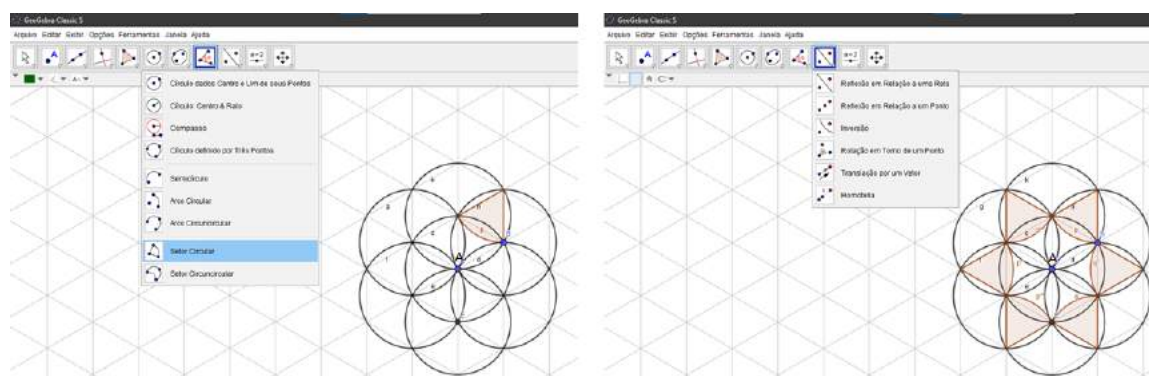 GeoGebra Classic 5
Arquivo Editar Exibir Opções Ferramentas Janela Ajuda
Círculo dados Centro e Um de seus Pontos
Círculo: Centro & Raio
Compasso
Círculo definido por Três Pontos
Semicírculo
Arco Circular
Arco Circuncircular
Setor Circular
Setor Circuncircular
A
GeoGebra Classic 5
Arquivo Editar Exibir Opções Ferramentas Janela Ajuda
Reflexão em Relação a uma Reta
Reflexão em Relação a um Ponto
Inversão
Rotação em Torno de um Ponto
Translação por um Vetor
Homotetia
A